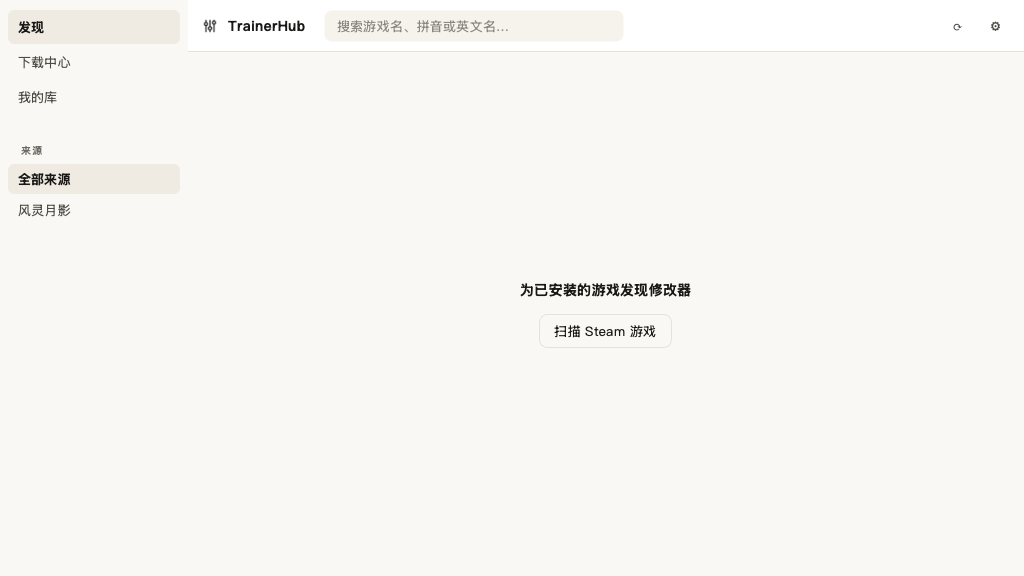 发现
下载中心
我的库
来源
全部来源
风灵月影
TrainerHub
搜索游戏名、拼音或英文名...
为已安装的游戏发现修改器
扫描 Steam 游戏